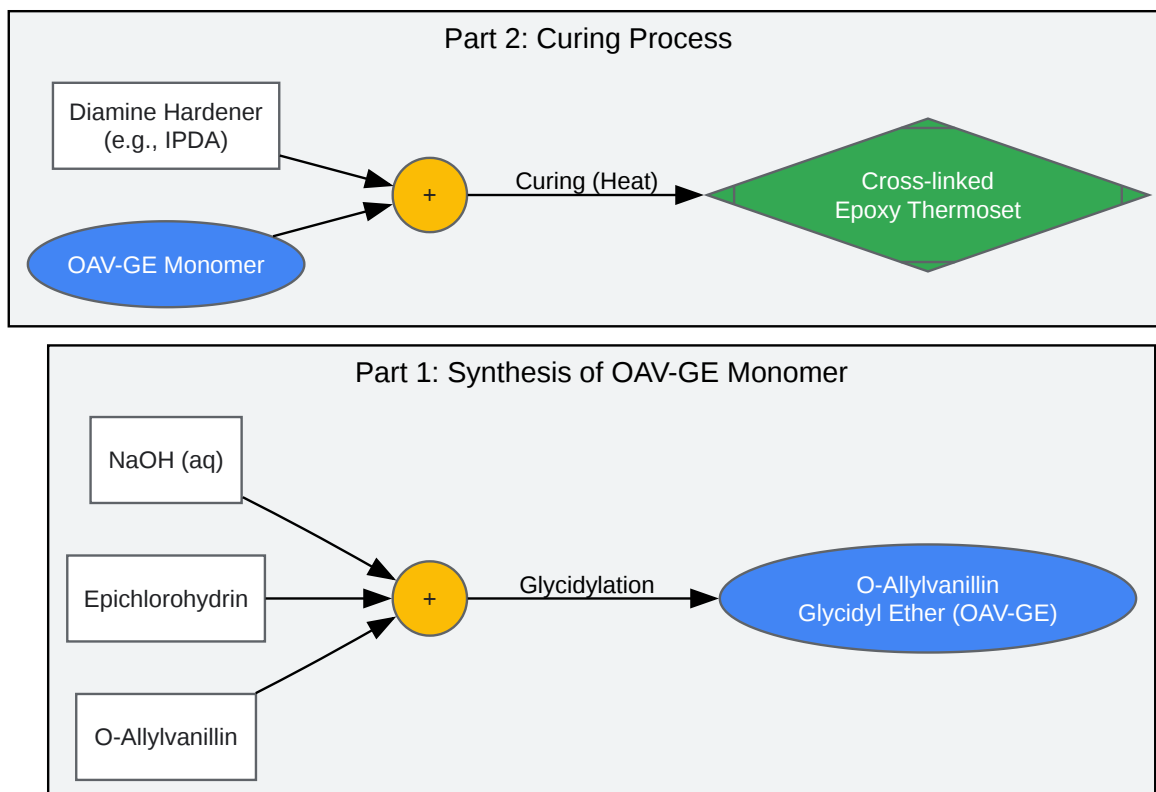 Part 2: Curing Process
Diamine Hardener
(e.g., IPDA)
OAV-GE Monomer
+
Curing (Heat)
Cross-linked
Epoxy Thermoset
Part 1: Synthesis of OAV-GE Monomer
NaOH (aq)
Epichlorohydrin
O-Allylvanillin
+
Glycidylation
O-Allylvanillin
Glycidyl Ether (OAV-GE)